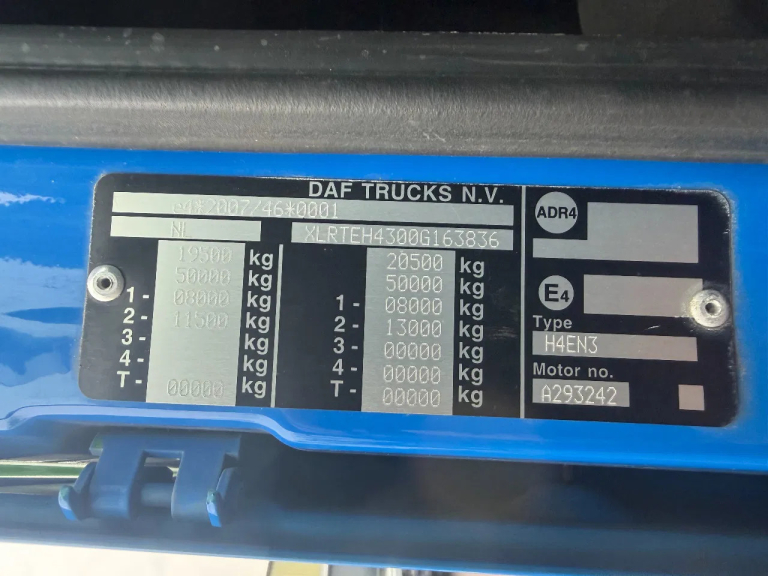 DAF TRUCKS N.V.
e4*2007/46*0001
NL XLRTEH4300G163836
19500 kg 20500 kg
50000 kg 50000 kg
1- 08000 kg 1- 08000 kg
2- 11500 kg 2- 13000 kg
3- kg 3- 00000 kg
4- kg 4- 00000 kg
T- 00000 kg T- 00000 kg
ADR4
E4
Type
H4EN3
Motor no.
A293242